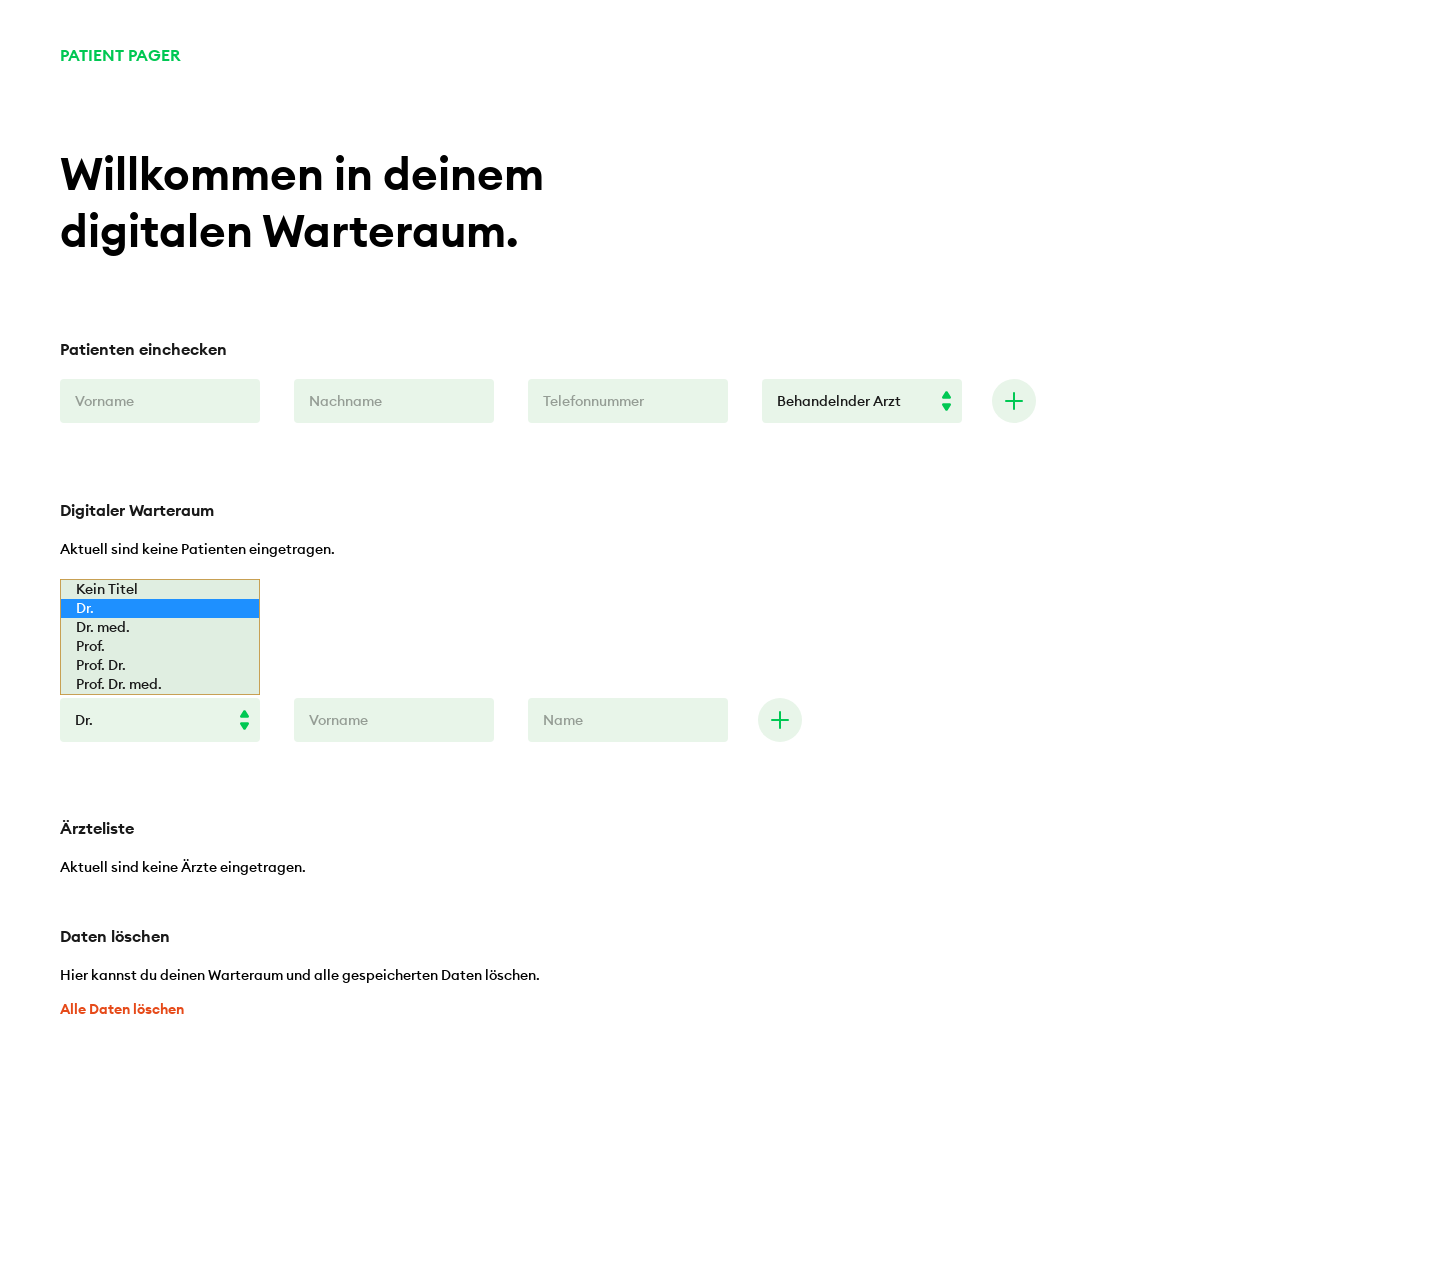 PATIENT PAGER
Willkommen in deinem
digitalen Warteraum.
Patienten einchecken
Vorname
Nachname
Telefonnummer
Behandelnder Arzt
Digitaler Warteraum
Aktuell sind keine Patienten eingetragen.
Kein Titel
Dr.
Dr. med.
Prof.
Prof. Dr.
Prof. Dr. med.
Dr.
Vorname
Name
Ärzteliste
Aktuell sind keine Ärzte eingetragen.
Daten löschen
Hier kannst du deinen Warteraum und alle gespeicherten Daten löschen.
Alle Daten löschen